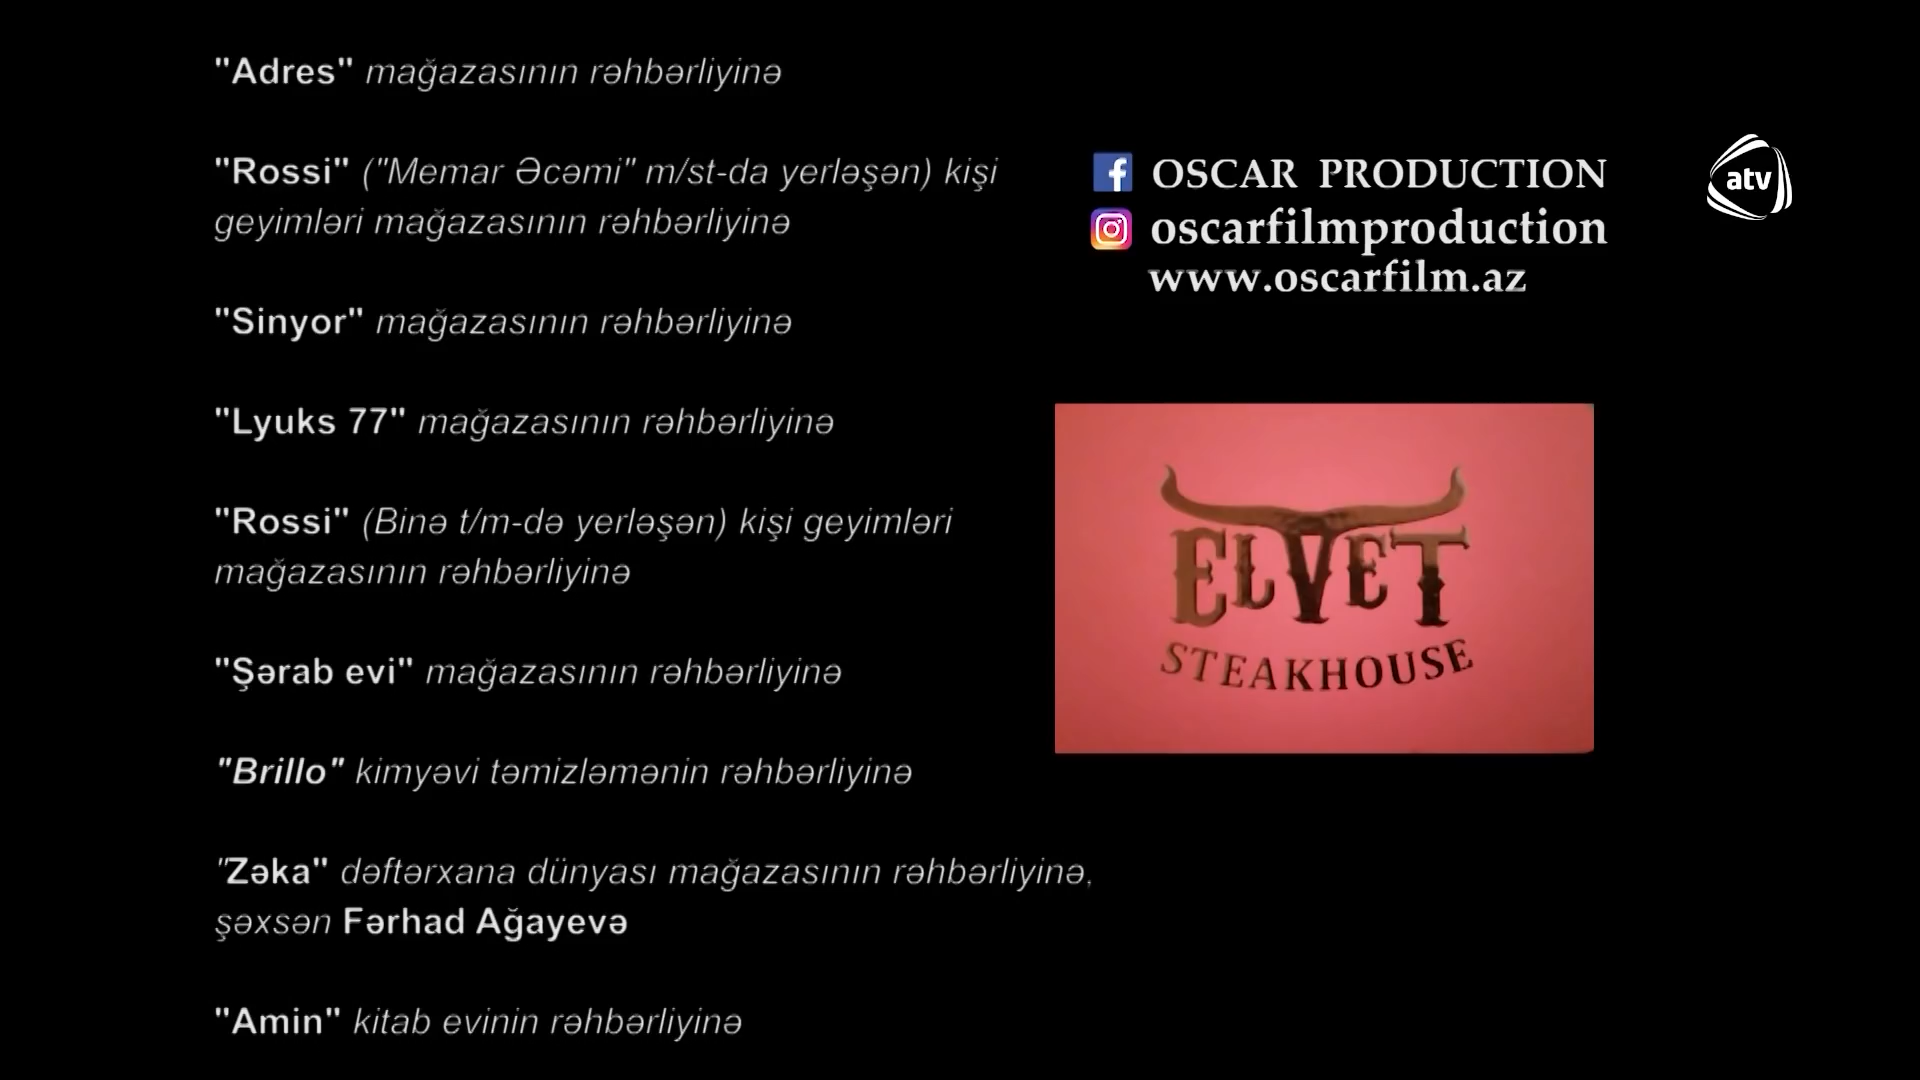 "Adres" mağazasının rəhbərliyinə
"Rossi" ("Memar Əcəmi" m/st-da yerləşən) kişi
geyimləri mağazasının rəhbərliyinə
"Sinyor" mağazasının rəhbərliyinə
"Lyuks 77" mağazasının rəhbərliyinə
"Rossi" (Binə t/m-də yerləşən) kişi geyimləri
mağazasının rəhbərliyinə
"Şərab evi" mağazasının rəhbərliyinə
"Brillo" kimyəvi təmizləmənin rəhbərliyinə
"Zəka" dəftərxana dünyası mağazasının rəhbərliyinə,
şəxsən Fərhad Ağayevə
"Amin" kitab evinin rəhbərliyinə
OSCAR PRODUCTION
oscarfilmproduction
www.oscarfilm.az
atv
ELVET
STEAKHOUSE